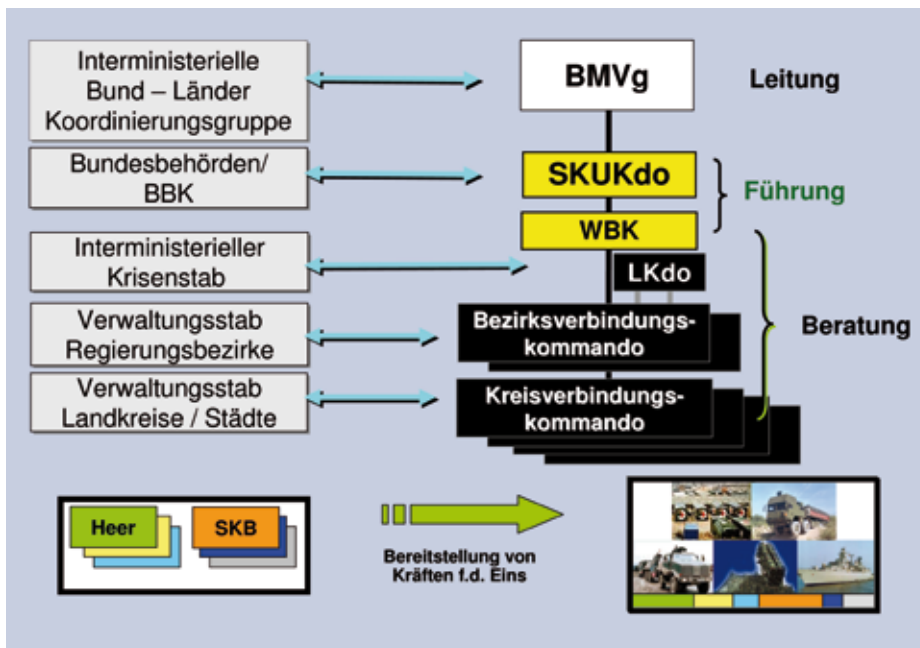 Interministerielle
Bund – Länder
Koordinierungsgruppe
BMVg
Leitung
Bundesbehörden/
BBK
SKUKdo
Führung
WBK
Interministerieller
Krisenstab
LKdo
Verwaltungsstab
Regierungsbezirke
Bezirksverbindungs-
kommando
Beratung
Verwaltungsstab
Landkreise / Städte
Kreisverbindungs-
kommando
Heer
SKB
Bereitstellung von
Kräften f.d. Eins